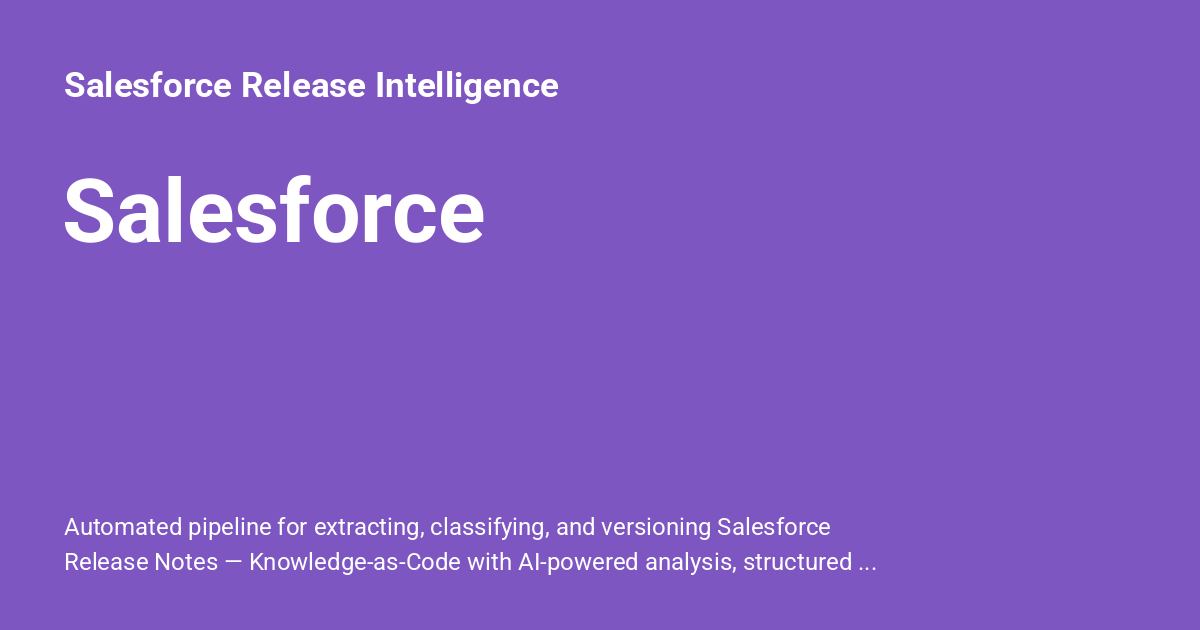 Salesforce Release Intelligence
Salesforce
Automated pipeline for extracting, classifying, and versioning Salesforce
Release Notes — Knowledge-as-Code with AI-powered analysis, structured ...